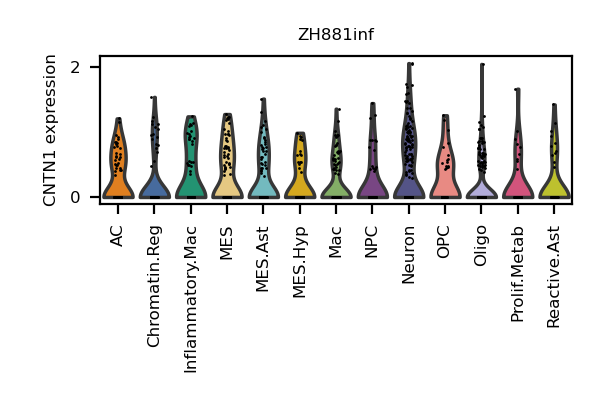 ZH881inf
CNTN1 expression
2
0
AC
Chromatin.Reg
Inflammatory.Mac
MES
MES.Ast
MES.Hyp
Mac
NPC
Neuron
OPC
Oligo
Prolif.Metab
Reactive.Ast